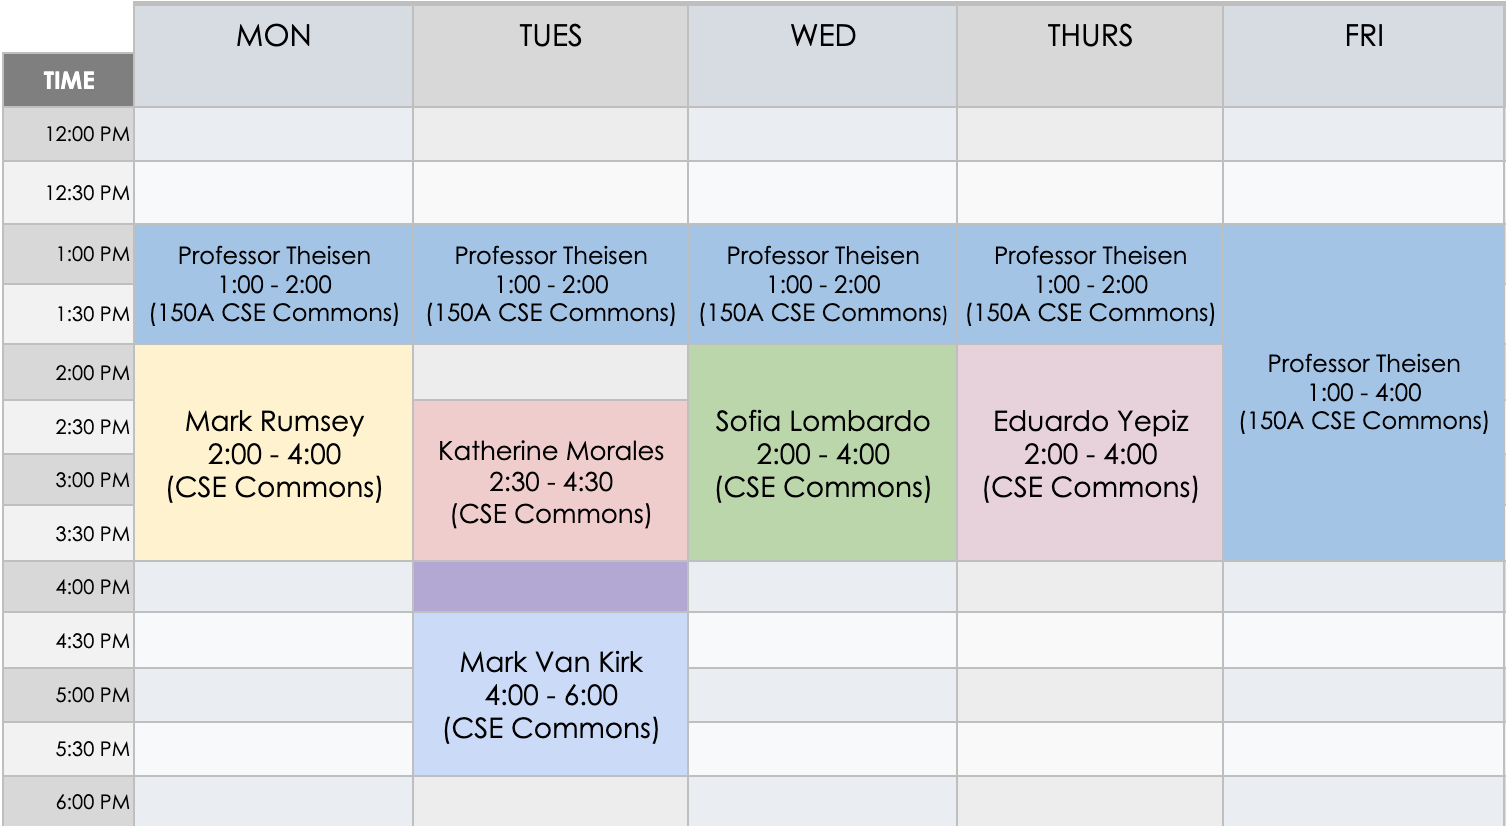 MON TUES WED THURS FRI
TIME
12:00 PM
12:30 PM
1:00 PM
1:30 PM
2:00 PM
2:30 PM
3:00 PM
3:30 PM
4:00 PM
4:30 PM
5:00 PM
5:30 PM
6:00 PM
Professor Theisen
1:00 - 2:00
(150A CSE Commons)
Mark Rumsey
2:00 - 4:00
(CSE Commons)
Professor Theisen
1:00 - 2:00
(150A CSE Commons)
Katherine Morales
2:30 - 4:30
(CSE Commons)
Mark Van Kirk
4:00 - 6:00
(CSE Commons)
Professor Theisen
1:00 - 2:00
(150A CSE Commons)
Sofia Lombardo
2:00 - 4:00
(CSE Commons)
Professor Theisen
1:00 - 2:00
(150A CSE Commons)
Eduardo Yepiz
2:00 - 4:00
(CSE Commons)
Professor Theisen
1:00 - 4:00
(150A CSE Commons)